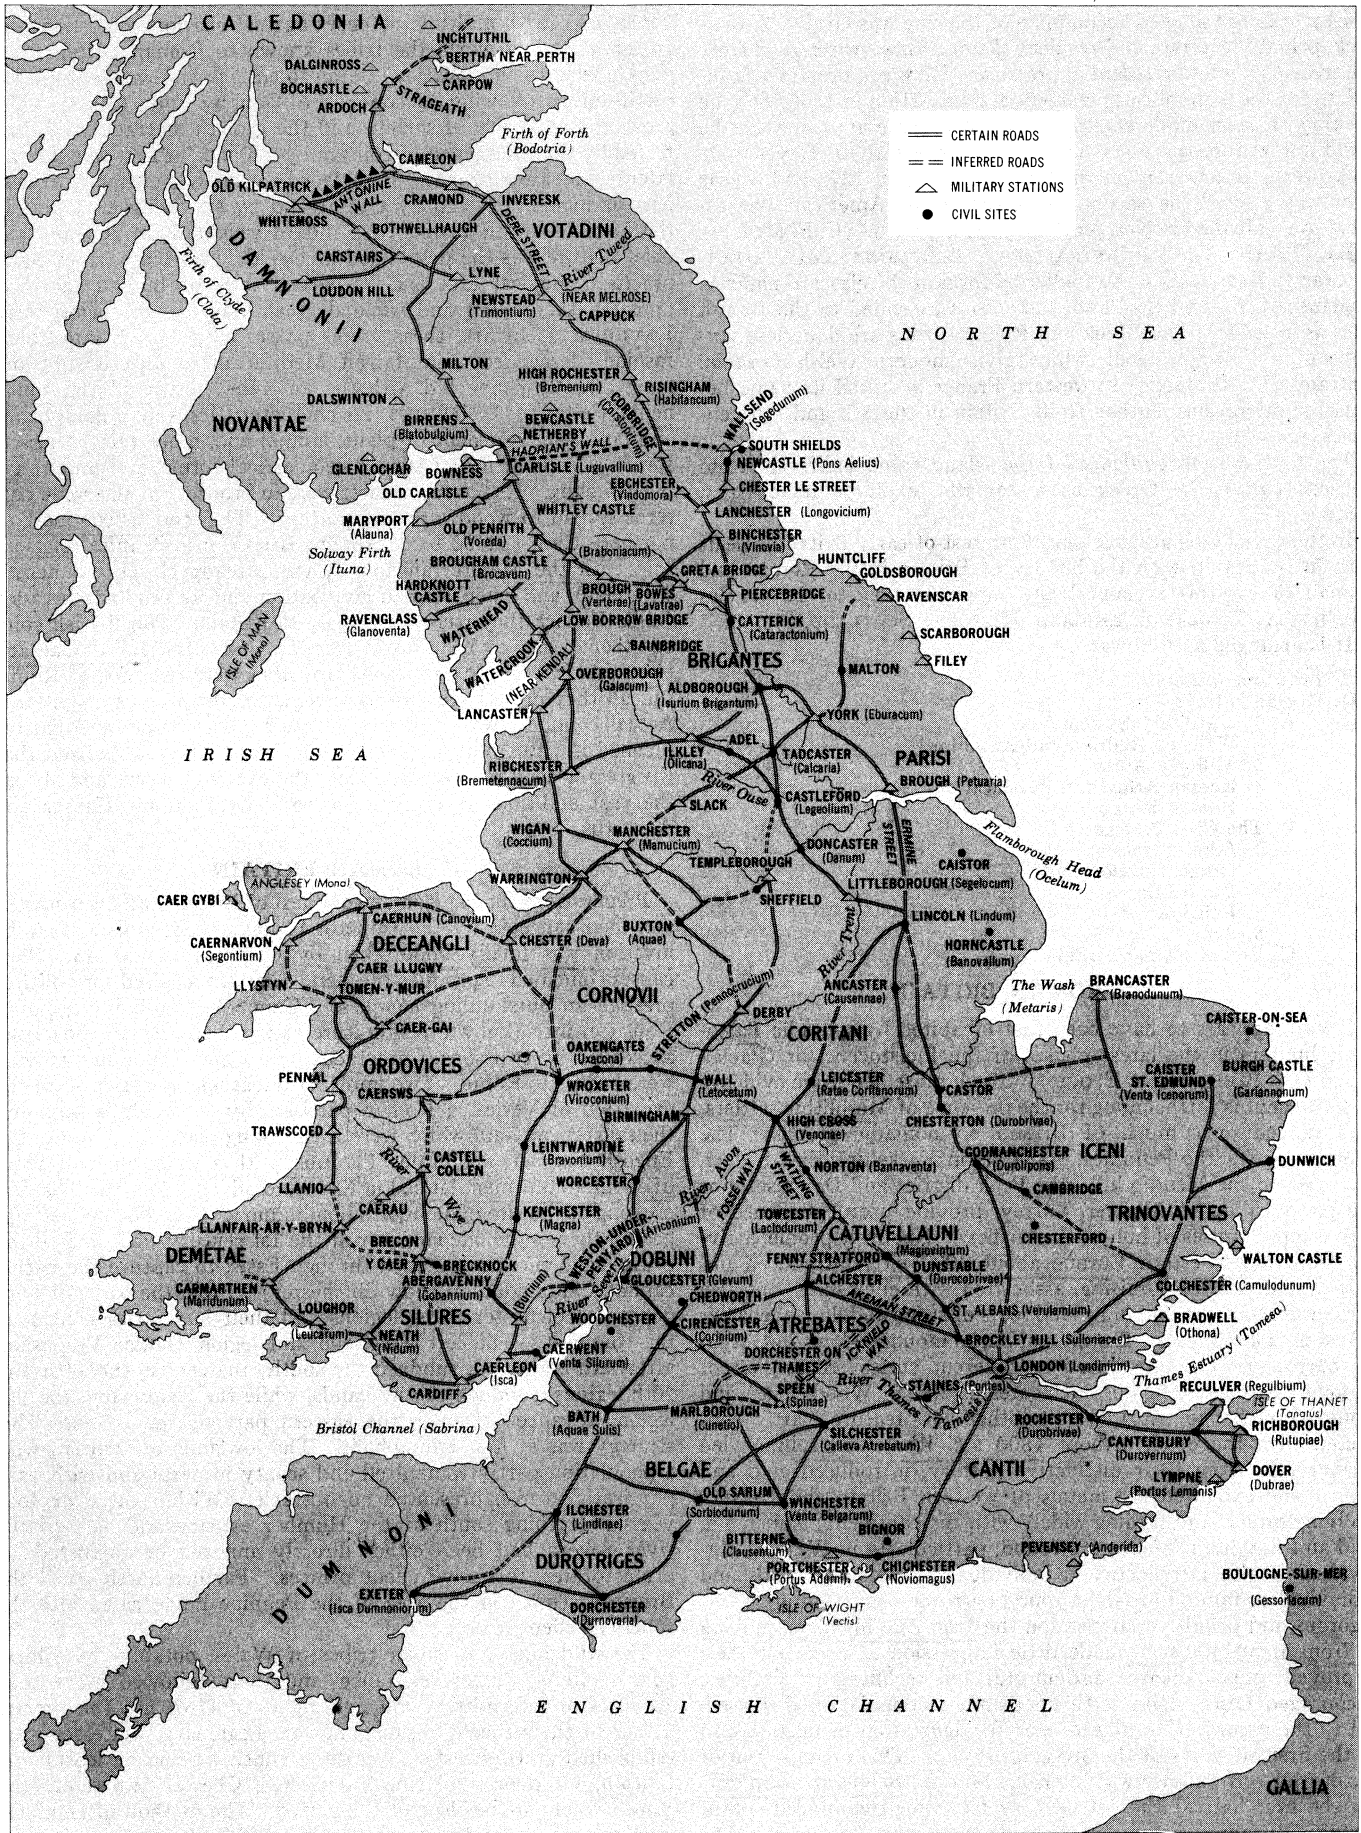 CALEDONIA
INCHTUTHIL
BERTHA NEAR PERTH
DALGINROSS
BOCHASTLE
CARPOW
ARDOCH
STRAGEATH
Firth of Forth
(Bodotria)
CERTAIN ROADS
INFERRED ROADS
MILITARY STATIONS
CIVIL SITES
CAMELON
OLD KILPATRICK
ANTONINE
WALL
CRAMOND
INVERESK
WHITEMOSS
BOTHWELLHAUGH
DERE STREET
VOTADINI
DAMNONII
CARSTAIRS
River Tweed
Firth of Clyde
(Clota)
LYNE
LOUDON HILL
NEWSTEAD
(Trimontium)
(NEAR MELROSE)
CAPPUCK
NORTH SEA
MILTON
HIGH ROCHESTER
(Bremenium)
RISINGHAM
(Habitancum)
DALSWINTON
NOVANTAE
BIRRENS
(Blatobulgium)
BEWCASTLE
NETHERBY
CORBRIDGE
(Corstopitum)
WALLSEND
(Segedunum)
HADRIAN'S WALL
SOUTH SHIELDS
GLENLOCHAR
BOWNESS
CARLISLE (Luguvallium)
NEWCASTLE (Pons Aelius)
OLD CARLISLE
EBCHESTER
(Vindomora)
CHESTER LE STREET
WHITLEY CASTLE
LANCHESTER (Longovicium)
MARYPORT
(Alauna)
OLD PENRITH
(Voreda)
BINCHESTER
(Vinovia)
Solway Firth
(Ituna)
BROUGHAM CASTLE
(Brocavum)
(Braboniacum)
HUNTCLIFF
GOLDSBOROUGH
GRETA BRIDGE
HARDKNOTT
CASTLE
BROUGH
(Verterae)
BOWES
(Lavatrae)
PIERCEBRIDGE
RAVENSCAR
RAVENGLASS
(Glanoventa)
WATERHEAD
LOW BORROW BRIDGE
CATTERICK
(Cataractonium)
SCARBOROUGH
ISLE OF MAN
(Mona)
WATERCROOK
(NEAR KENDAL)
BAINBRIDGE
BRIGANTES
FILEY
OVERBOROUGH
(Galacum)
MALTON
ALDBOROUGH
(Isurium Brigantum)
LANCASTER
YORK (Eburacum)
IRISH SEA
ADEL
ILKLEY
(Olicana)
TADCASTER
(Calcaria)
PARISI
RIBCHESTER
(Bremetennacum)
River Ouse
BROUGH (Petuaria)
SLACK
CASTLEFORD
(Legeolium)
WIGAN
(Coccium)
MANCHESTER
(Mamucium)
ERMINE
STREET
DONCASTER
(Danum)
Flamborough Head
(Ocelum)
TEMPLEBOROUGH
CAISTOR
WARRINGTON
LITTLEBOROUGH (Segelocum)
ANGLESEY (Mona)
CAER GYBI
SHEFFIELD
CAERHUN (Canovium)
BUXTON
(Aquae)
LINCOLN (Lindum)
CAERNARVON
(Segontium)
DECEANGLI
CHESTER (Deva)
River Trent
HORNCASTLE
(Banovallum)
CAER LLUGWY
LLYSTYN
TOMEN-Y-MUR
CORNOVII
ANCASTER
(Causennae)
The Wash
(Metaris)
BRANCASTER
(Branodunum)
CAER-GAI
STRETTON (Pennocrucium)
DERBY
CAISTER-ON-SEA
CORITANI
ORDOVICES
OAKENGATES
(Uxacona)
PENNAL
WROXETER
(Viroconium)
WALL
(Letocetum)
LEICESTER
(Ratae Coritanorum)
CASTOR
CAISTER
ST. EDMUND
(Venta Icenorum)
BURGH CASTLE
(Gariannonum)
CAERSWS
BIRMINGHAM
HIGH CROSS
(Venonae)
CHESTERTON (Durobrivae)
TRAWSCOED
LEINTWARDINE
(Bravonium)
River Avon
GODMANCHESTER
(Durolipons)
ICENI
CASTELL
COLLEN
River Wye
WORCESTER
FOSSE WAY
WATLING
STREET
NORTON (Bannaventa)
DUNWICH
LLANIO
CAERAU
KENCHESTER
(Magna)
CAMBRIDGE
TOWCESTER
(Lactodurum)
TRINOVANTES
LLANFAIR-AR-Y-BRYN
BRECON
WESTON-UNDER-
PENYARD (Ariconium)
CATUVELLAUNI
(Magiovintum)
CHESTERFORD
DEMETAE
Y CAER
BRECKNOCK
DOBUNI
FENNY STRATFORD
WALTON CASTLE
CARMARTHEN
(Maridunum)
ABERGAVENNY
(Gobannium)
(Burrium)
River Severn
GLOUCESTER (Glevum)
ALCHESTER
DUNSTABLE
(Durocobrivae)
COLCHESTER (Camulodunum)
LOUGHOR
(Leucarum)
SILURES
CHEDWORTH
AKEMAN STREET
WOODCHESTER
CIRENCESTER
(Corinium)
ATREBATES
ICKNIELD
WAY
ST. ALBANS (Verulamium)
BRADWELL
(Othona)
NEATH
(Nidum)
CAERWENT
(Venta Silurum)
DORCHESTER ON
THAMES
BROCKLEY HILL (Sulloniacae)
CAERLEON
(Isca)
LONDON (Londinium)
Thames Estuary (Tamesa)
CARDIFF
SPEEN
(Spinae)
River Thames (Tamesis)
STAINES (Pontes)
RECULVER (Regulbium)
ISLE OF THANET
(Tanatus)
Bristol Channel (Sabrina)
BATH
(Aquae Sulis)
MARLBOROUGH
(Cunetio)
SILCHESTER
(Calleva Atrebatum)
ROCHESTER
(Durobrivae)
RICHBOROUGH
(Rutupiae)
CANTERBURY
(Durovernum)
BELGAE
CANTII
LYMPNE
(Portus Lemanis)
DOVER
(Dubrae)
OLD SARUM
(Sorbiodunum)
WINCHESTER
(Venta Belgarum)
ILCHESTER
(Lindinae)
BITTERNE
(Clausentum)
BIGNOR
DUMNONI
DUROTRIGES
PORTCHESTER
(Portus Ademi)
CHICHESTER
(Noviomagus)
PEVENSEY (Anderida)
BOULOGNE-SUR-MER
(Gessoriacum)
EXETER
(Isca Dumnoniorum)
DORCHESTER
(Durnovaria)
ISLE OF WIGHT
(Vectis)
ENGLISH CHANNEL
GALLIA